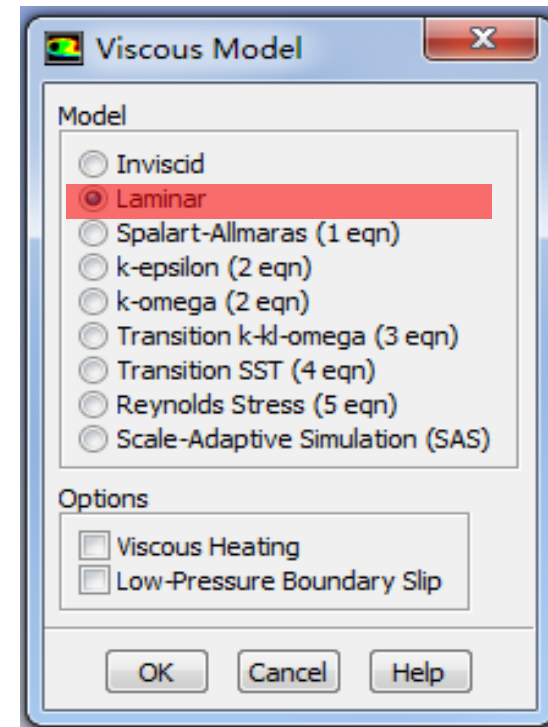 Viscous Model
Model
Inviscid
Laminar
Spalart-Allmaras (1 eqn)
k-epsilon (2 eqn)
k-omega (2 eqn)
Transition k-kl-omega (3 eqn)
Transition SST (4 eqn)
Reynolds Stress (5 eqn)
Scale-Adaptive Simulation (SAS)
Options
Viscous Heating
Low-Pressure Boundary Slip
OK Cancel Help